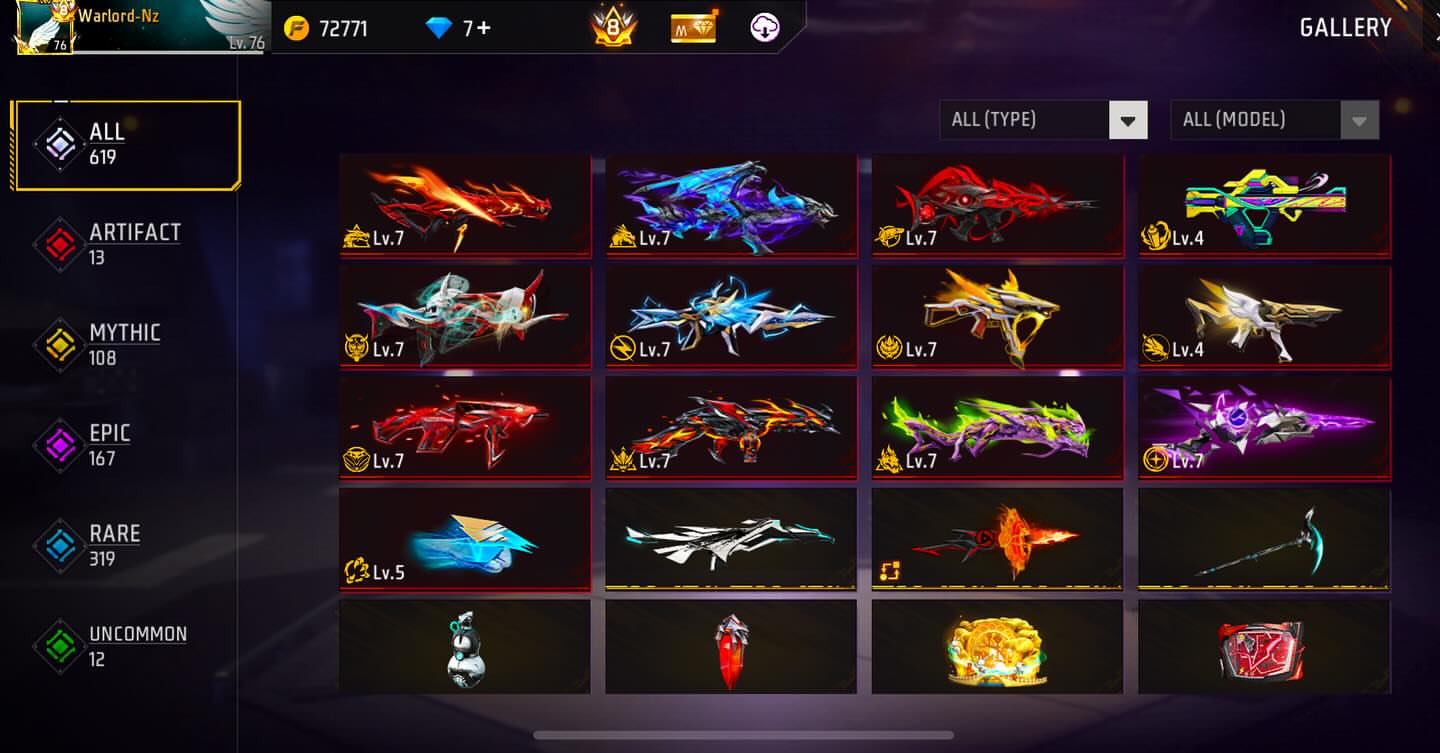 8
Warlord-Nz
76
Lv. 76
F
72771
7+
8
M
GALLERY
ALL
619
ALL (TYPE)
ALL (MODEL)
ARTIFACT
13
MYTHIC
108
EPIC
167
RARE
319
UNCOMMON
12
Lv.7
Lv.7
Lv.7
Lv.4
Lv.7
Lv.7
Lv.7
Lv.4
Lv.7
Lv.7
Lv.7
Lv.7
Lv.5